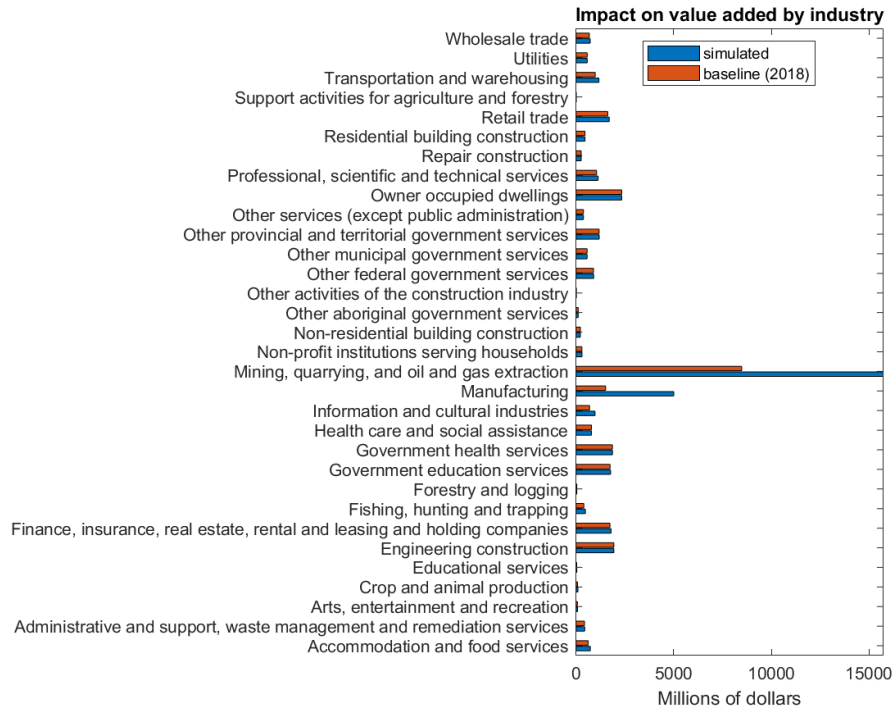 Impact on value added by industry
simulated
baseline (2018)
Wholesale trade
Utilities
Transportation and warehousing
Support activities for agriculture and forestry
Retail trade
Residential building construction
Repair construction
Professional, scientific and technical services
Owner occupied dwellings
Other services (except public administration)
Other provincial and territorial government services
Other municipal government services
Other federal government services
Other activities of the construction industry
Other aboriginal government services
Non-residential building construction
Non-profit institutions serving households
Mining, quarrying, and oil and gas extraction
Manufacturing
Information and cultural industries
Health care and social assistance
Government health services
Government education services
Forestry and logging
Fishing, hunting and trapping
Finance, insurance, real estate, rental and leasing and holding companies
Engineering construction
Educational services
Crop and animal production
Arts, entertainment and recreation
Administrative and support, waste management and remediation services
Accommodation and food services
0 5000 10000 15000
Millions of dollars